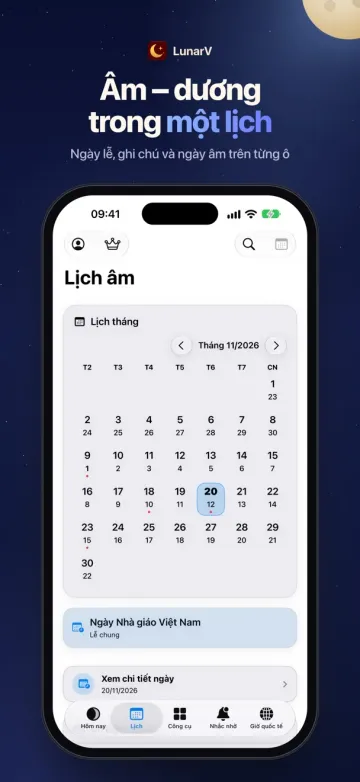 LunarV
Âm – dương
trong một lịch
Ngày lễ, ghi chú và ngày âm trên từng ô
09:41
Lịch âm
Lịch tháng
Tháng 11/2026
T2 T3 T4 T5 T6 T7 CN
1
23
2 3 4 5 6 7 8
24 25 26 27 28 29 30
9 10 11 12 13 14 15
1 2 3 4 5 6 7
16 17 18 19 20 21 22
8 9 10 11 12 13 14
23 24 25 26 27 28 29
15 16 17 18 19 20 21
30
22
Ngày Nhà giáo Việt Nam
Lễ chung
Xem chi tiết ngày
20/11/2026
Hôm nay Lịch Công cụ Nhắc nhở Giờ quốc tế